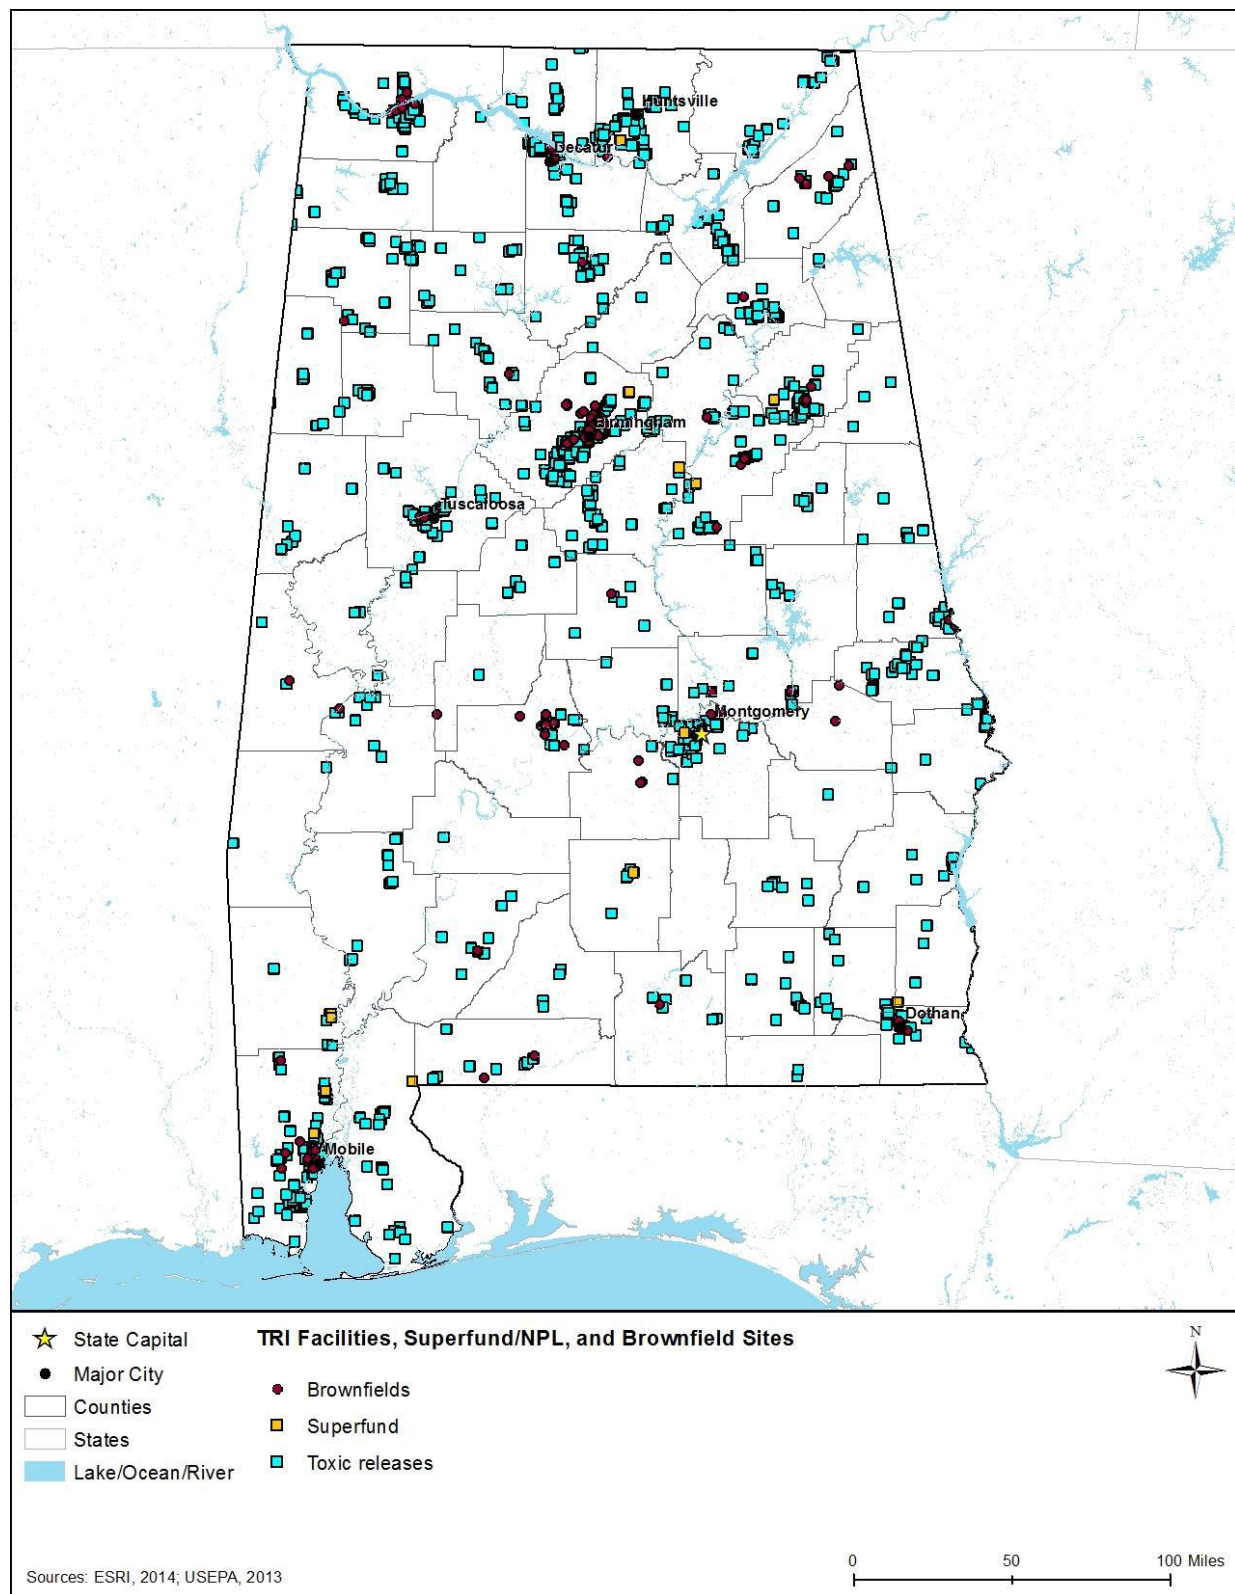 Huntsville
Decatur
Birmingham
Tuscaloosa
Montgomery
Dothan
Mobile
State Capital
Major City
Counties
States
Lake/Ocean/River
TRI Facilities, Superfund/NPL, and Brownfield Sites
Brownfields
Superfund
Toxic releases
N
0 50 100 Miles
Sources: ESRI, 2014; USEPA, 2013